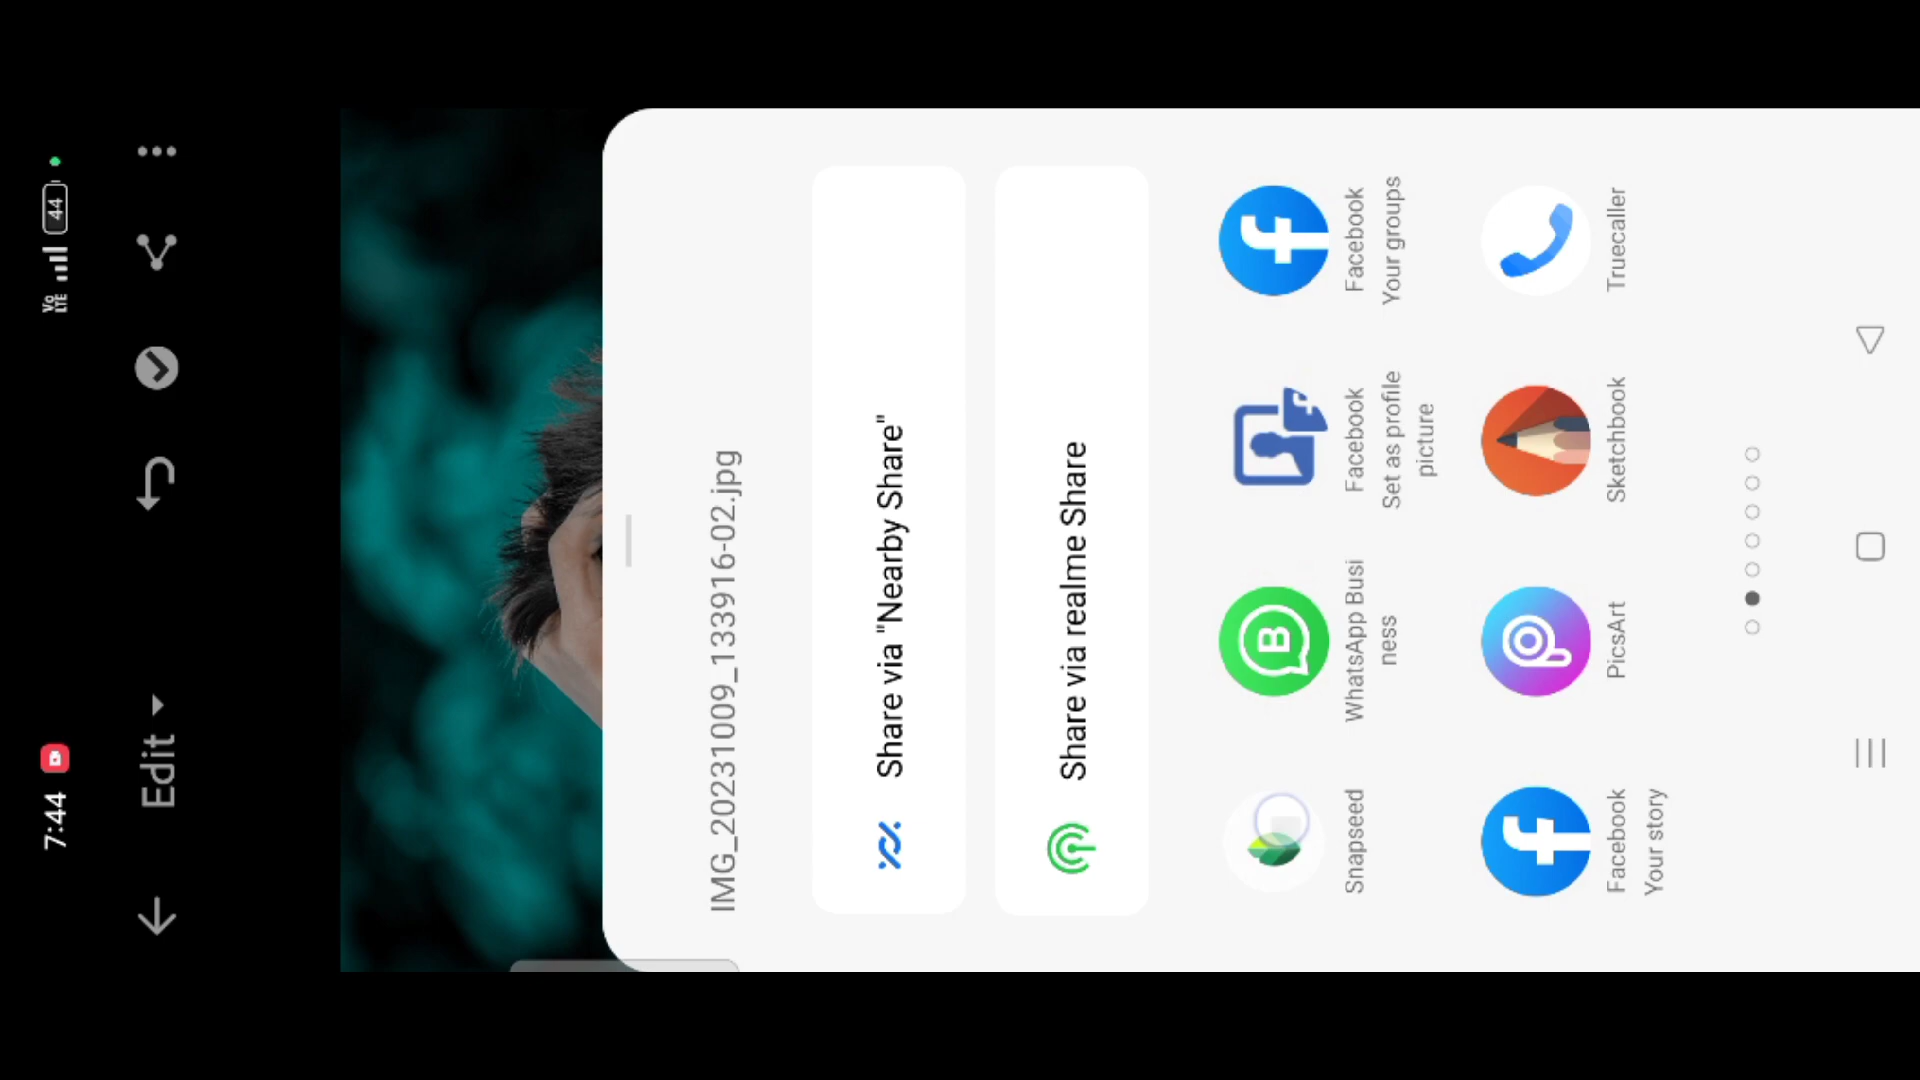 7:44
Vo LTE
44
Edit
IMG_20231009_133916-02.jpg
Share via "Nearby Share"
Share via realme Share
Snapseed
WhatsApp Busi
ness
Facebook
Set as profile
picture
Facebook
Your groups
Facebook
Your story
PicsArt
Sketchbook
Truecaller